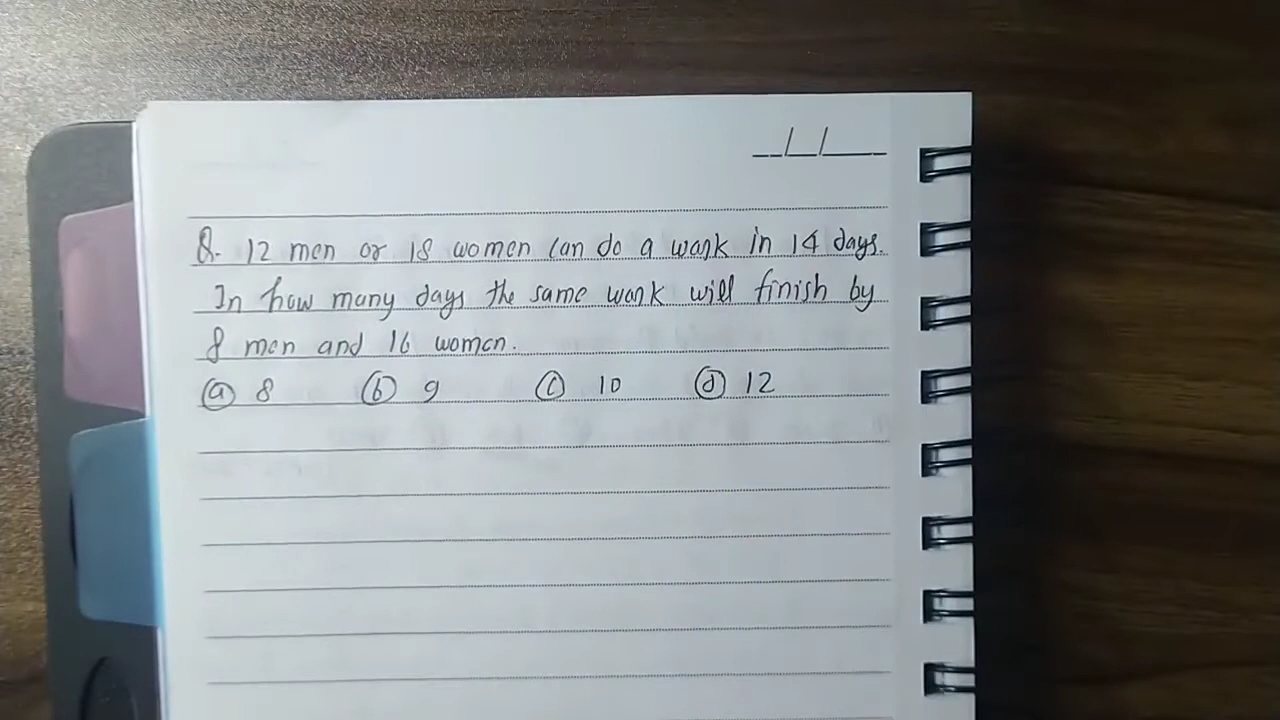 __/__/____
Q. 12 men or 18 women can do a work in 14 days.
In how many days the same work will finish by
8 men and 16 women.
(a) 8 (b) 9 (c) 10 (d) 12